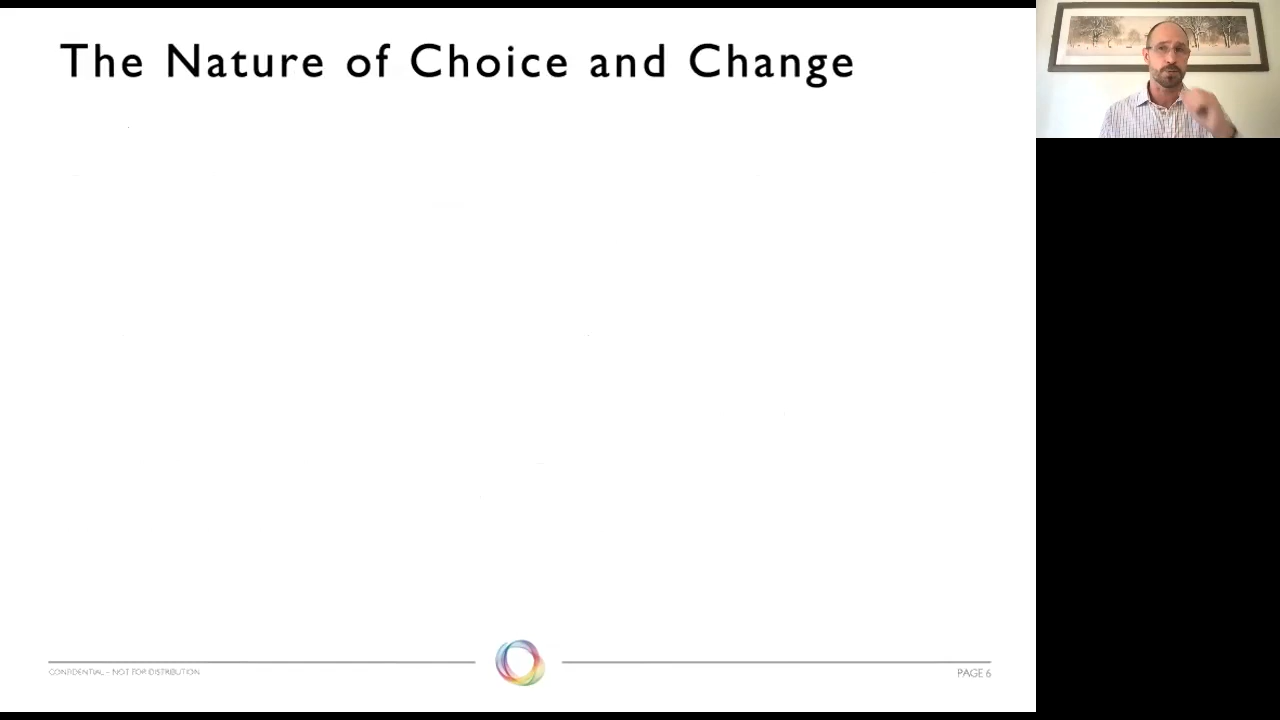 The Nature of Choice and Change
CONFIDENTIAL – NOT FOR DISTRIBUTION
PAGE 6